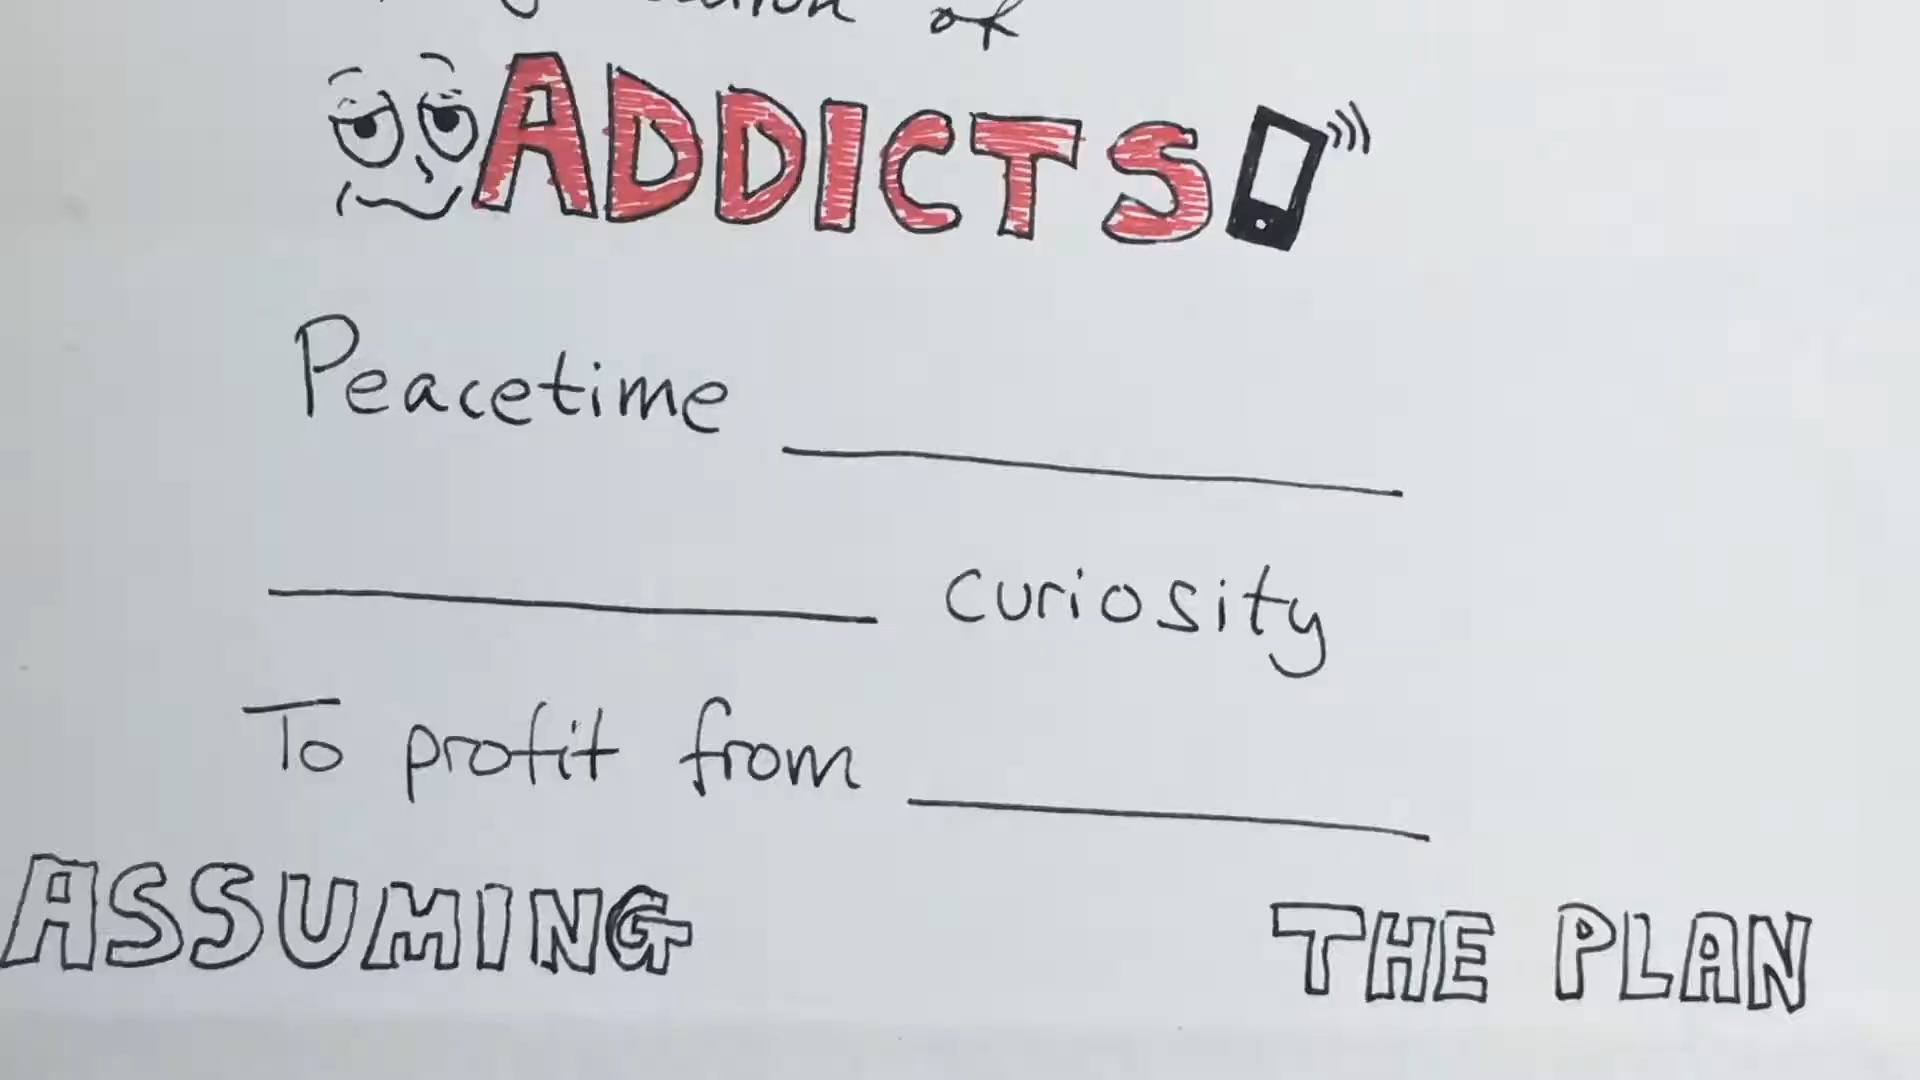 of
ADDICTS
Peacetime
curiosity
To profit from
ASSUMING THE PLAN